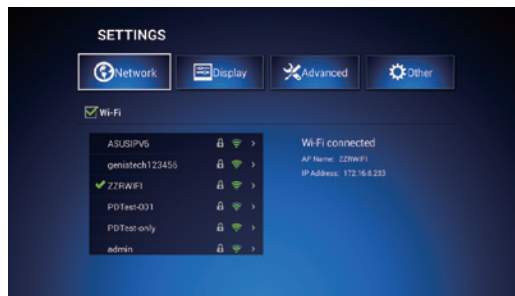 SETTINGS
Network Display Advanced Other
Wi-Fi
ASUSIPV6
geniatech123456
ZZRWIFI
PDTest-001
PDTest-only
admin
Wi-Fi connected
AP Name: ZZRWIFI
IP Address: 172.16.0.233